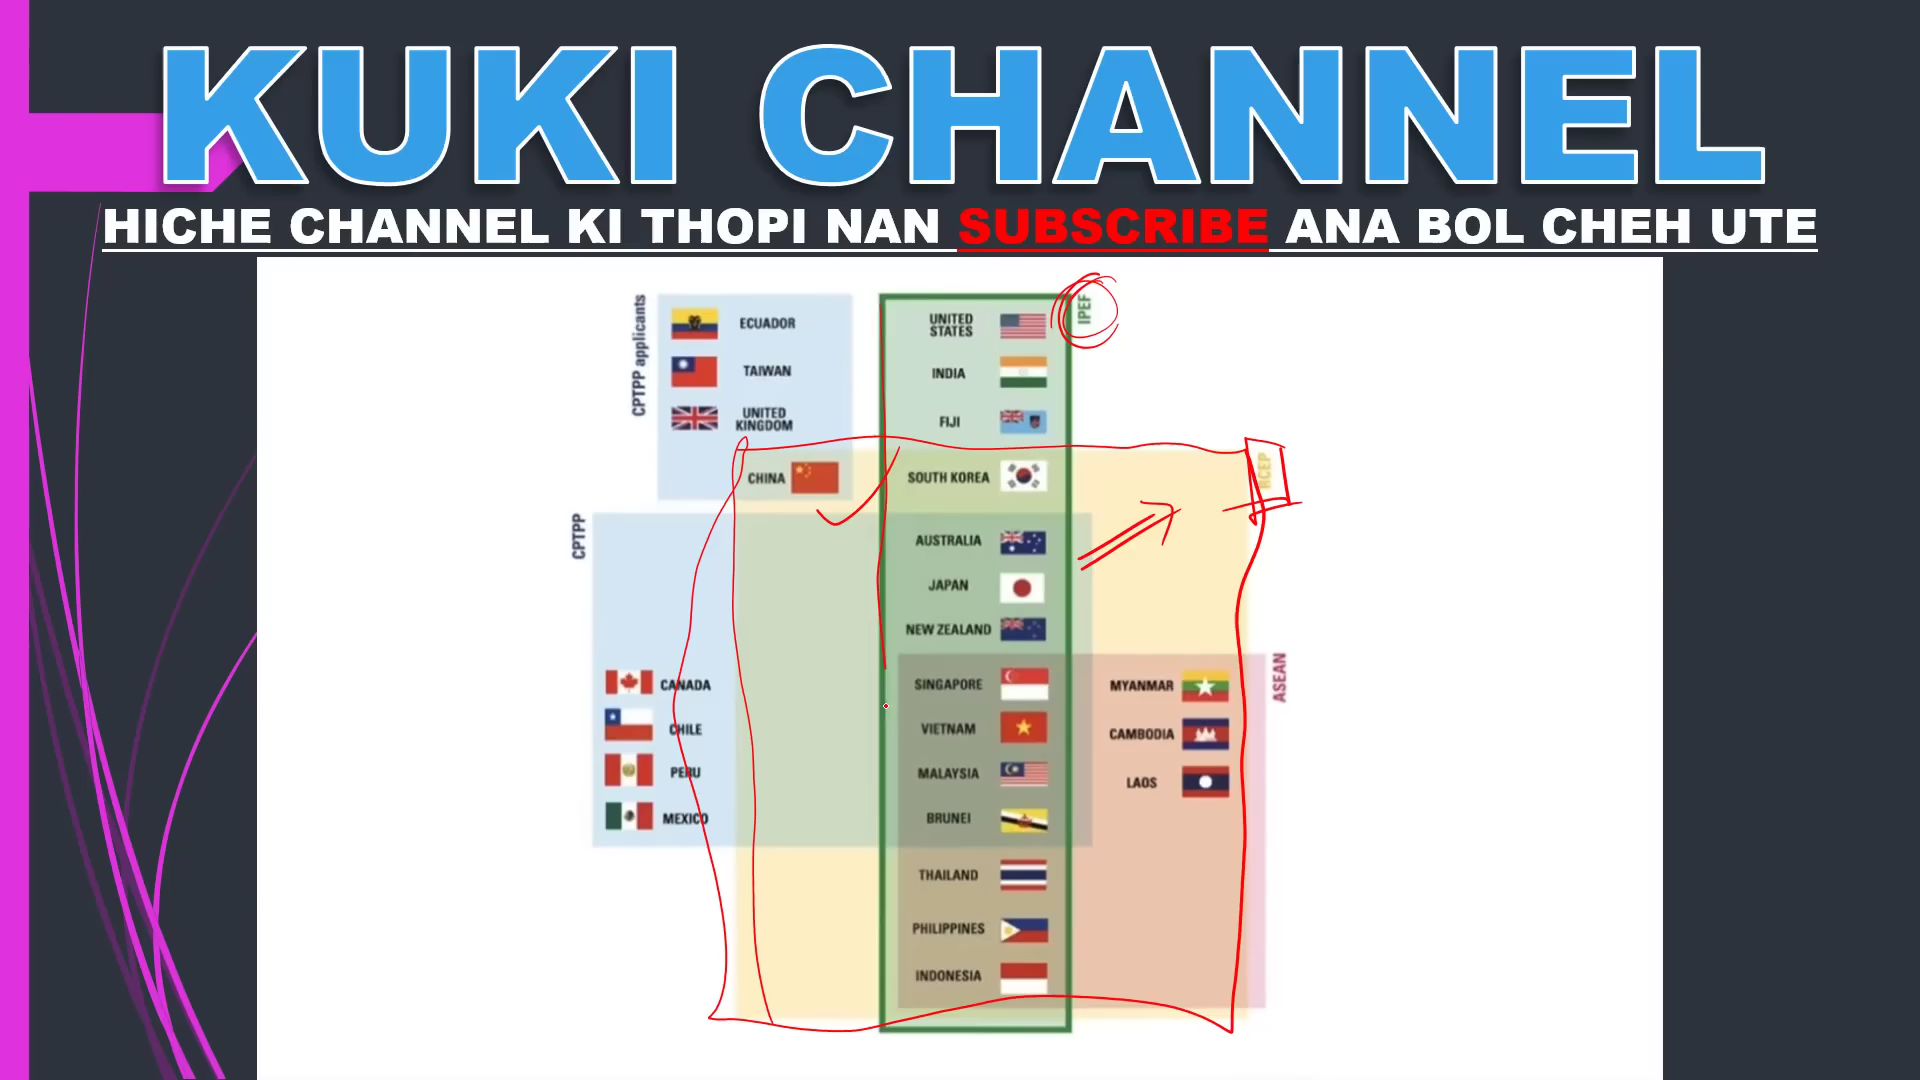 KUKI CHANNEL
HICHE CHANNEL KI THOPI NAN SUBSCRIBE ANA BOL CHEH UTE
CPTPP applicants
ECUADOR
TAIWAN
UNITED
KINGDOM
CHINA
IPEF
UNITED
STATES
INDIA
FIJI
SOUTH KOREA
RCEP
CPTPP
AUSTRALIA
JAPAN
NEW ZEALAND
CANADA
CHILE
PERU
MEXICO
SINGAPORE
VIETNAM
MALAYSIA
BRUNEI
THAILAND
PHILIPPINES
INDONESIA
ASEAN
MYANMAR
CAMBODIA
LAOS